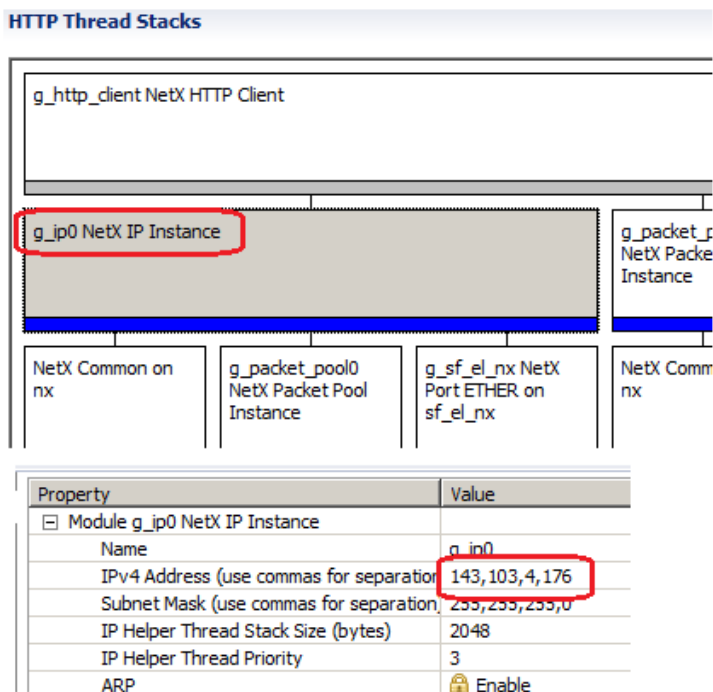 HTTP Thread Stacks
g_http_client NetX HTTP Client
g_ip0 NetX IP Instance
NetX
Instance
NetX Common on
nx
g_packet_pool0
NetX Packet Pool
Instance
g_sf_el_nx NetX
Port ETHER on
sf_el_nx
NetX
nx
Property Value
Module g_ip0 NetX IP Instance
Name g_ip0
IPv4 Address (use commas for separation 143,103,4,176
Subnet Mask (use commas for separation) 255,255,255,0
IP Helper Thread Stack Size (bytes) 2048
IP Helper Thread Priority 3
ARP Enable